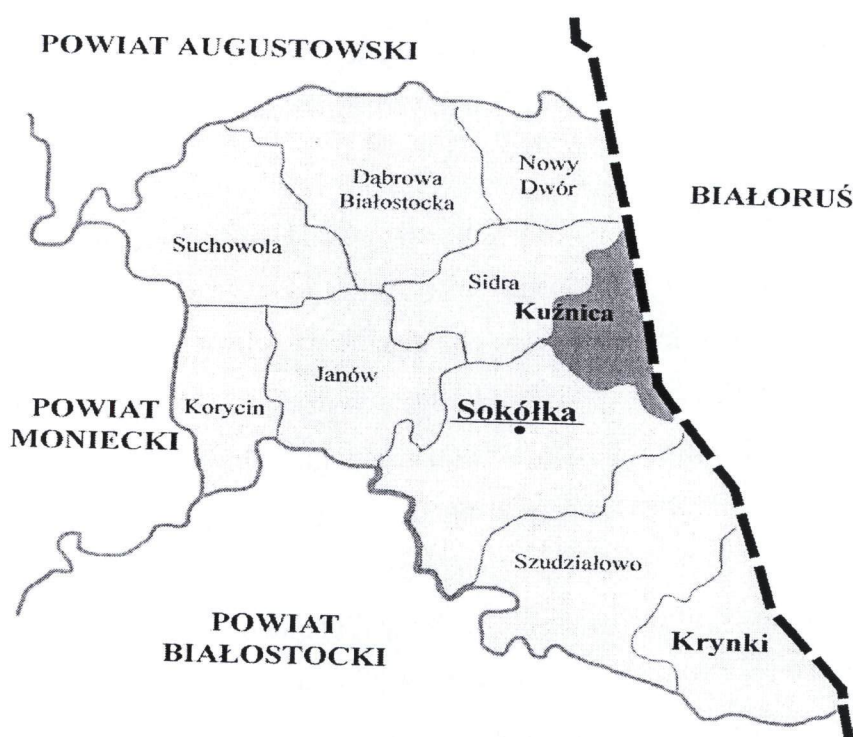 POWIAT AUGUSTOWSKI
Nowy
Dwór
Dąbrowa
Białostocka
BIAŁORUŚ
Suchowola
Sidra
Kuźnica
Janów
Korycin
POWIAT
MONIECKI
Sokółka
Szudziałowo
POWIAT
BIAŁOSTOCKI
Krynki